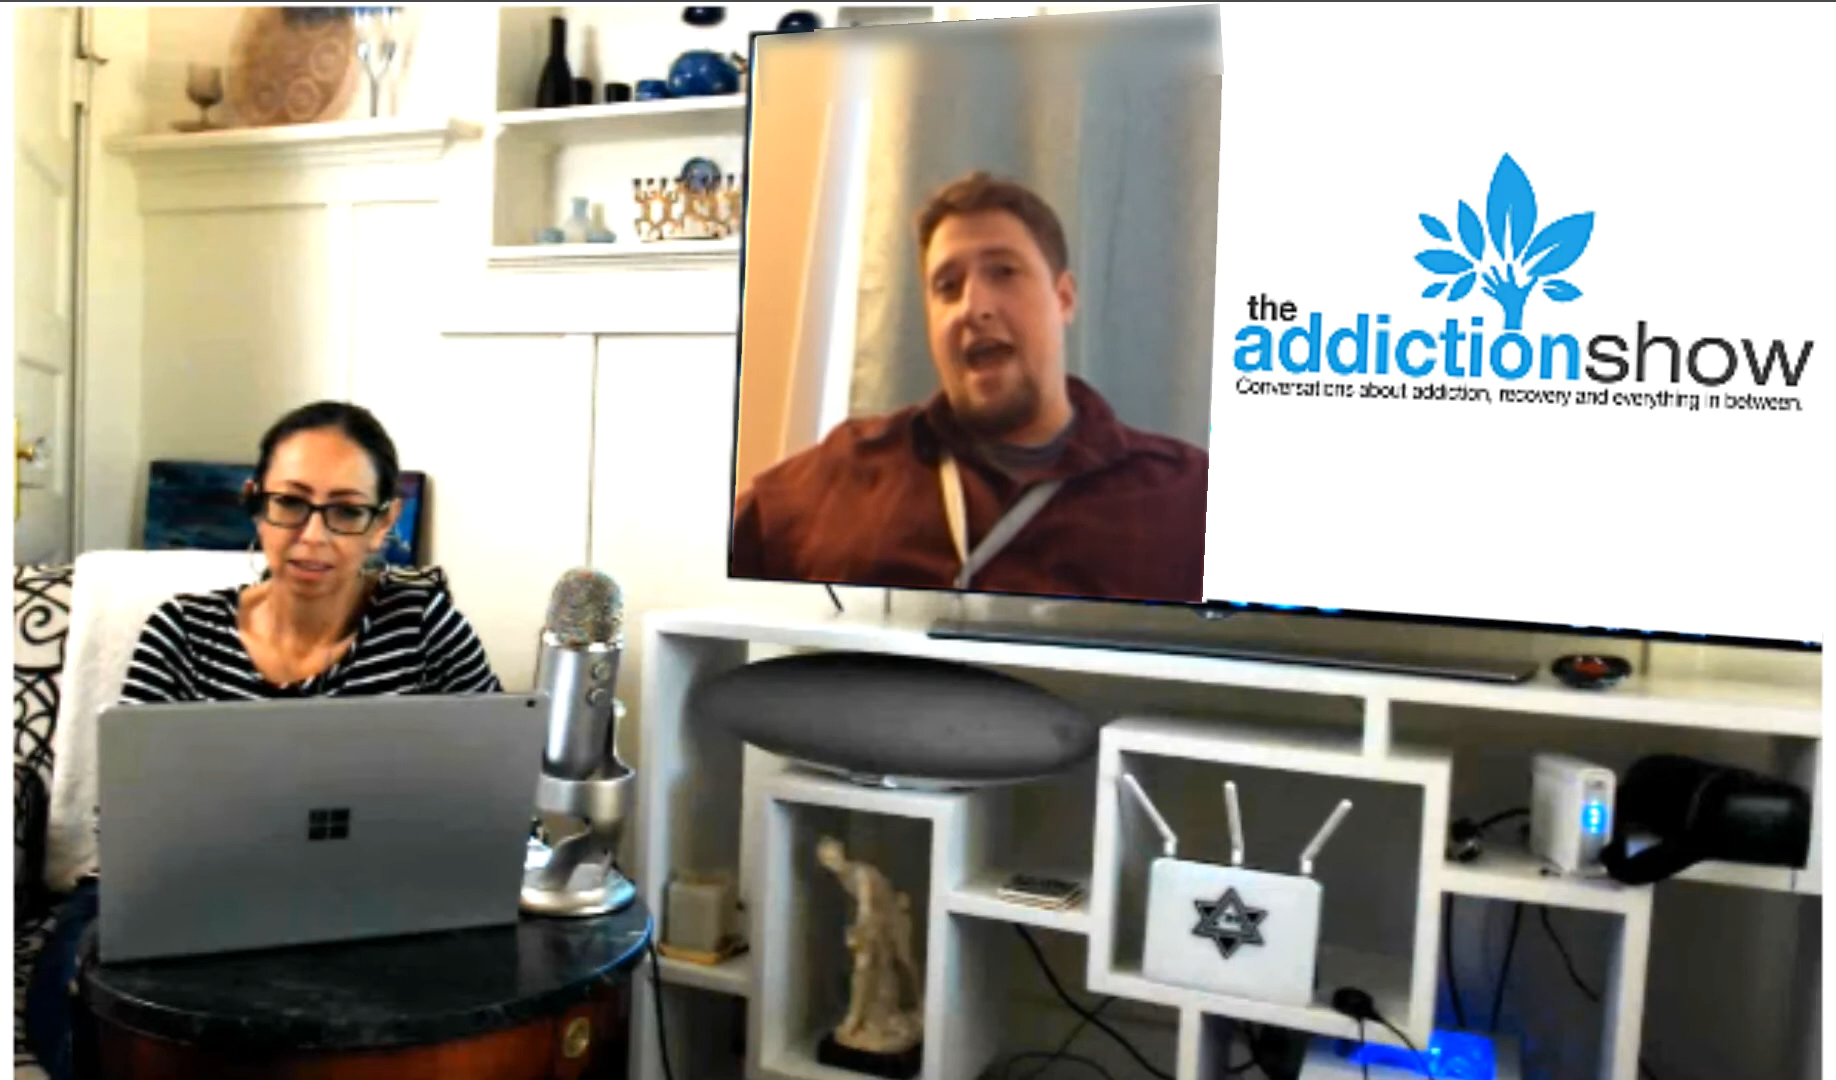 the
addictionshow
Conversations about addiction, recovery and everything in between.